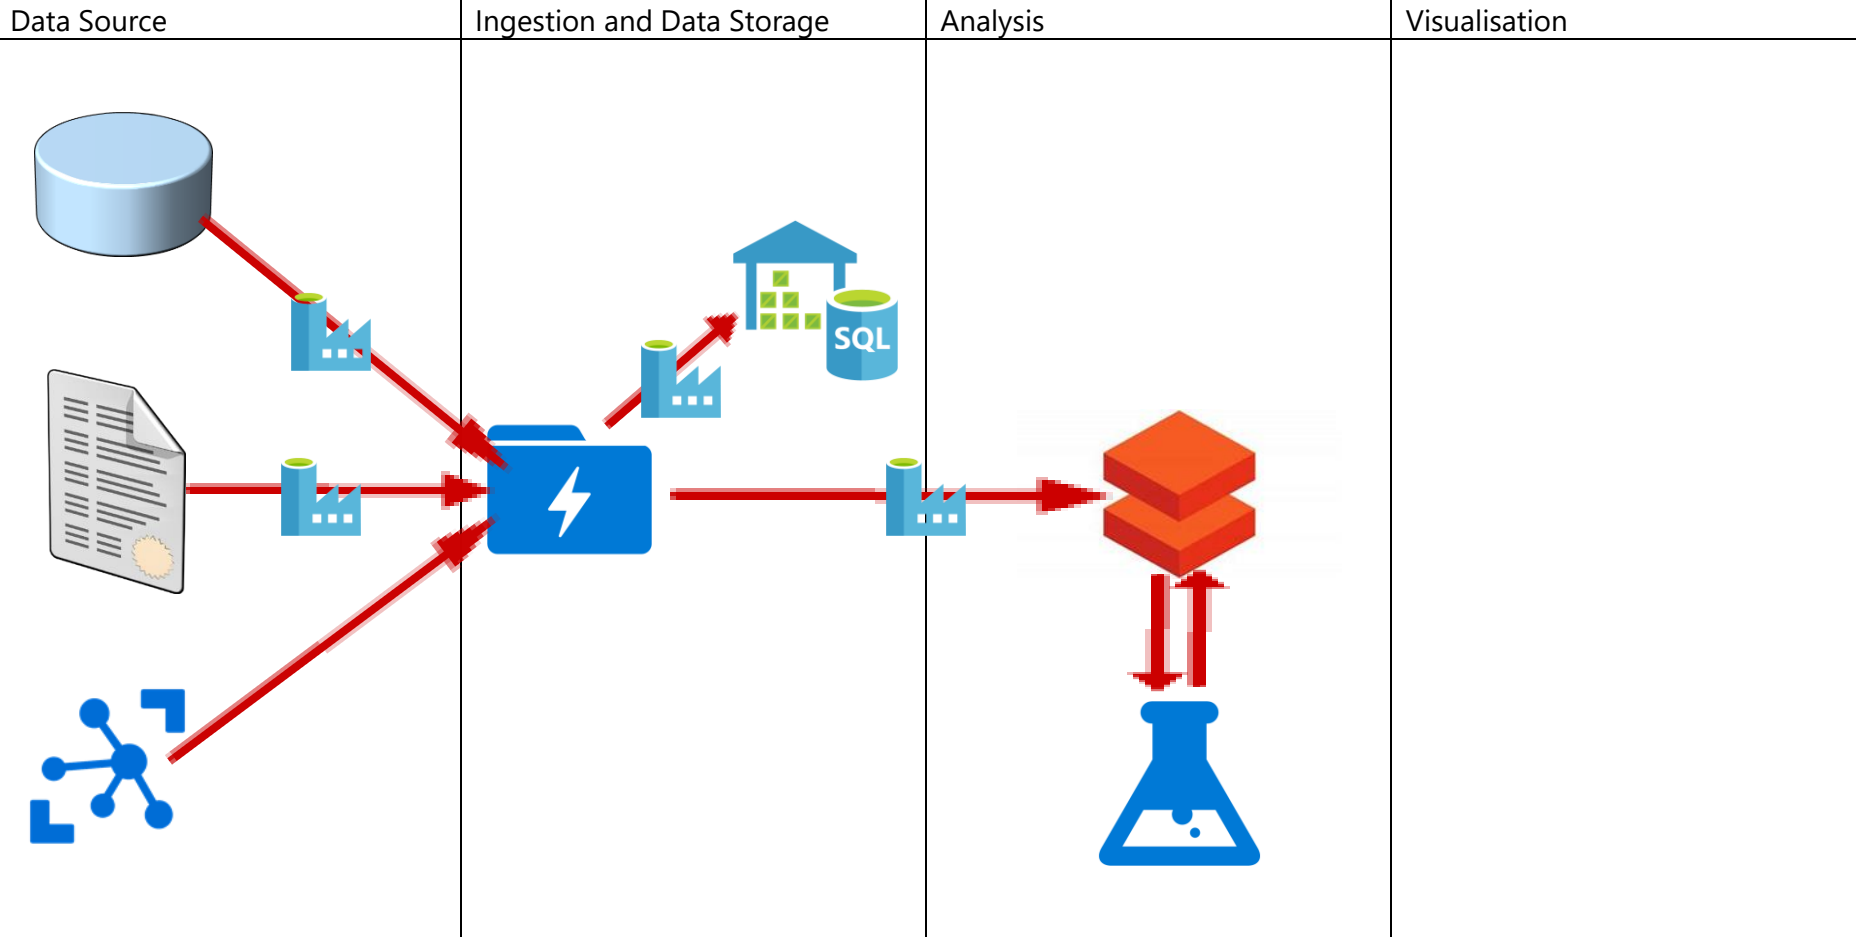 Data Source
Ingestion and Data Storage
Analysis
Visualisation
SQL